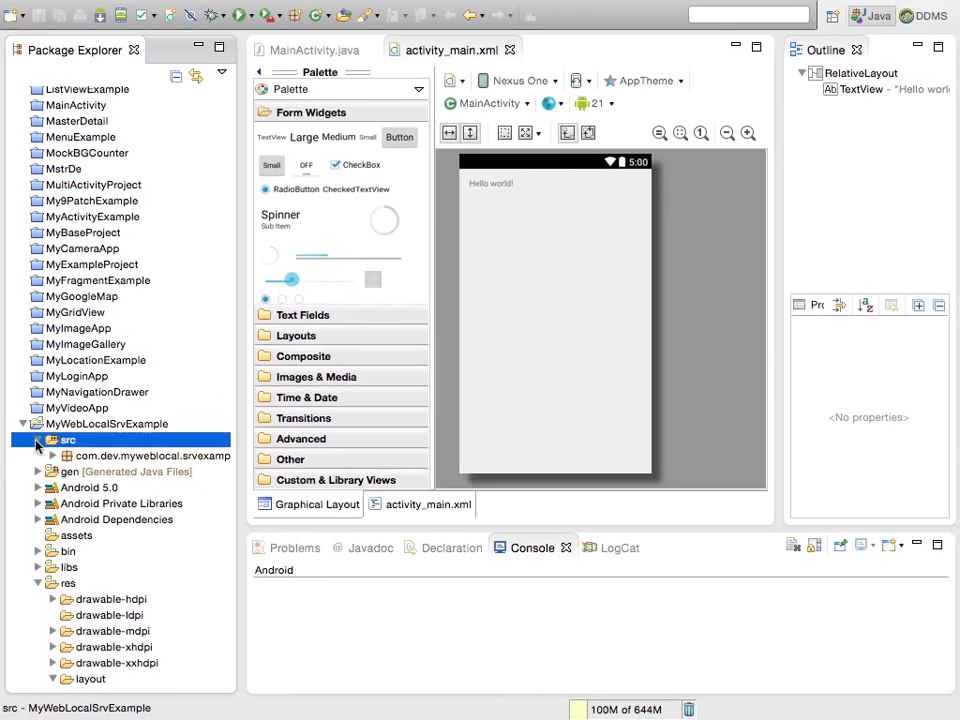 Java
DDMS
Package Explorer
MainActivity.java
activity_main.xml
Outline
ListViewExample
MainActivity
MasterDetail
MenuExample
MockBGCounter
MstrDe
MultiActivityProject
My9PatchExample
MyActivityExample
MyBaseProject
MyCameraApp
MyExampleProject
MyFragmentExample
MyGoogleMap
MyGridView
MyImageApp
MyImageGallery
MyLocationExample
MyLoginApp
MyNavigationDrawer
MyVideoApp
MyWebLocalSrvExample
src
com.dev.myweblocal.srvexamp
gen [Generated Java Files]
Android 5.0
Android Private Libraries
Android Dependencies
assets
bin
libs
res
drawable-hdpi
drawable-ldpi
drawable-mdpi
drawable-xhdpi
drawable-xxhdpi
layout
Palette
Palette
Form Widgets
TextView Large Medium Small Button
Small OFF CheckBox
RadioButton CheckedTextView
Spinner
Sub Item
Text Fields
Layouts
Composite
Images & Media
Time & Date
Transitions
Advanced
Other
Custom & Library Views
Graphical Layout
activity_main.xml
Nexus One
AppTheme
MainActivity
21
5:00
Hello world!
RelativeLayout
Ab TextView - "Hello worl
Pro
<No properties>
Problems
Javadoc
Declaration
Console
LogCat
Android
src - MyWebLocalSrvExample
100M of 644M